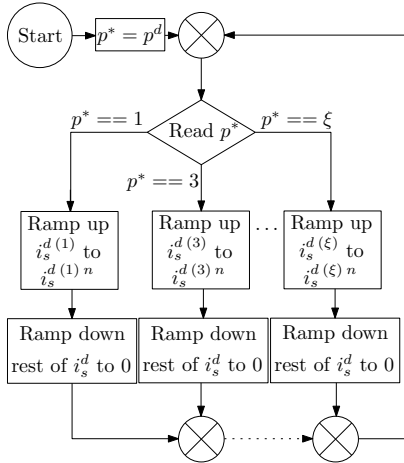 Start
p* = p^d
Read p*
p* == 1
p* == ξ
p* == 3
Ramp up
i_s^{d (1)} to
i_s^{d (1) n}
Ramp up
i_s^{d (3)} to
i_s^{d (3) n}
...
Ramp up
i_s^{d (ξ)} to
i_s^{d (ξ) n}
Ramp down
rest of i_s^d to 0
Ramp down
rest of i_s^d to 0
Ramp down
rest of i_s^d to 0